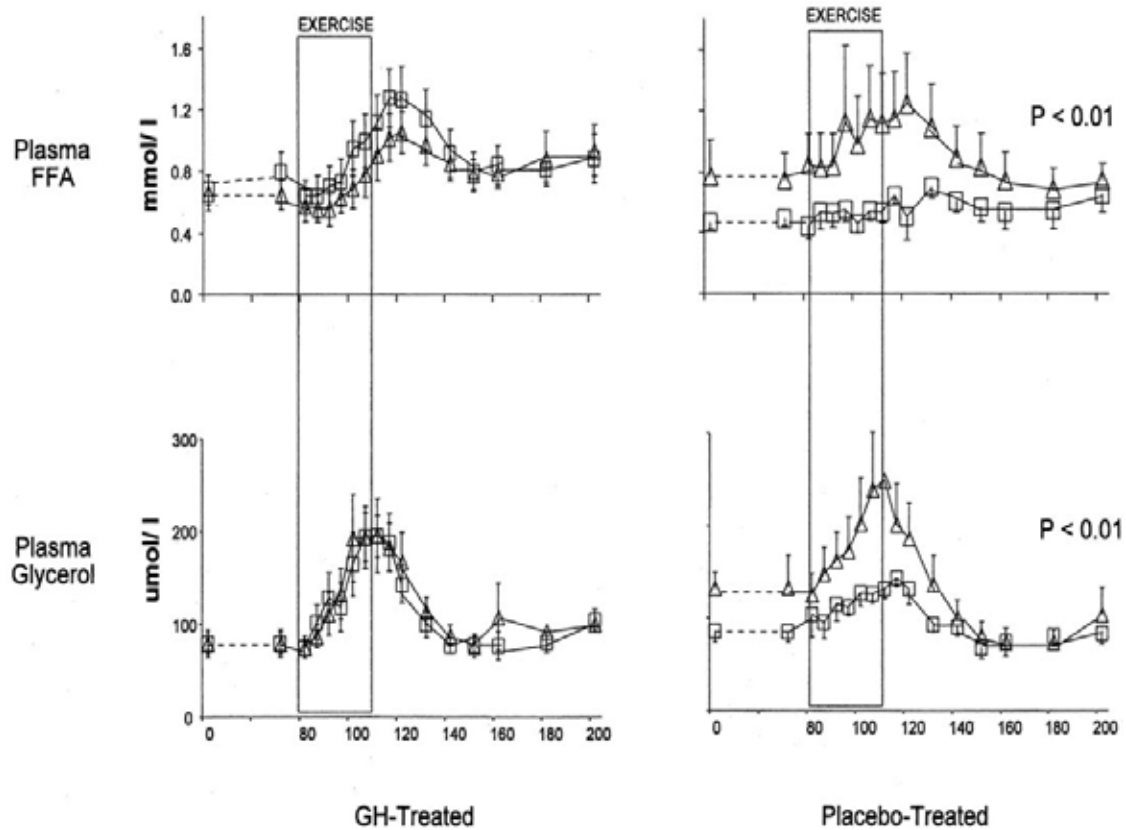 EXERCISE
EXERCISE
Plasma
FFA
mmol/ l
1.6
1.2
0.8
0.4
0.0
P < 0.01
Plasma
Glycerol
umol/ l
300
200
100
0
P < 0.01
0 80 100 120 140 160 200
0 80 100 120 140 160 200
GH-Treated
Placebo-Treated